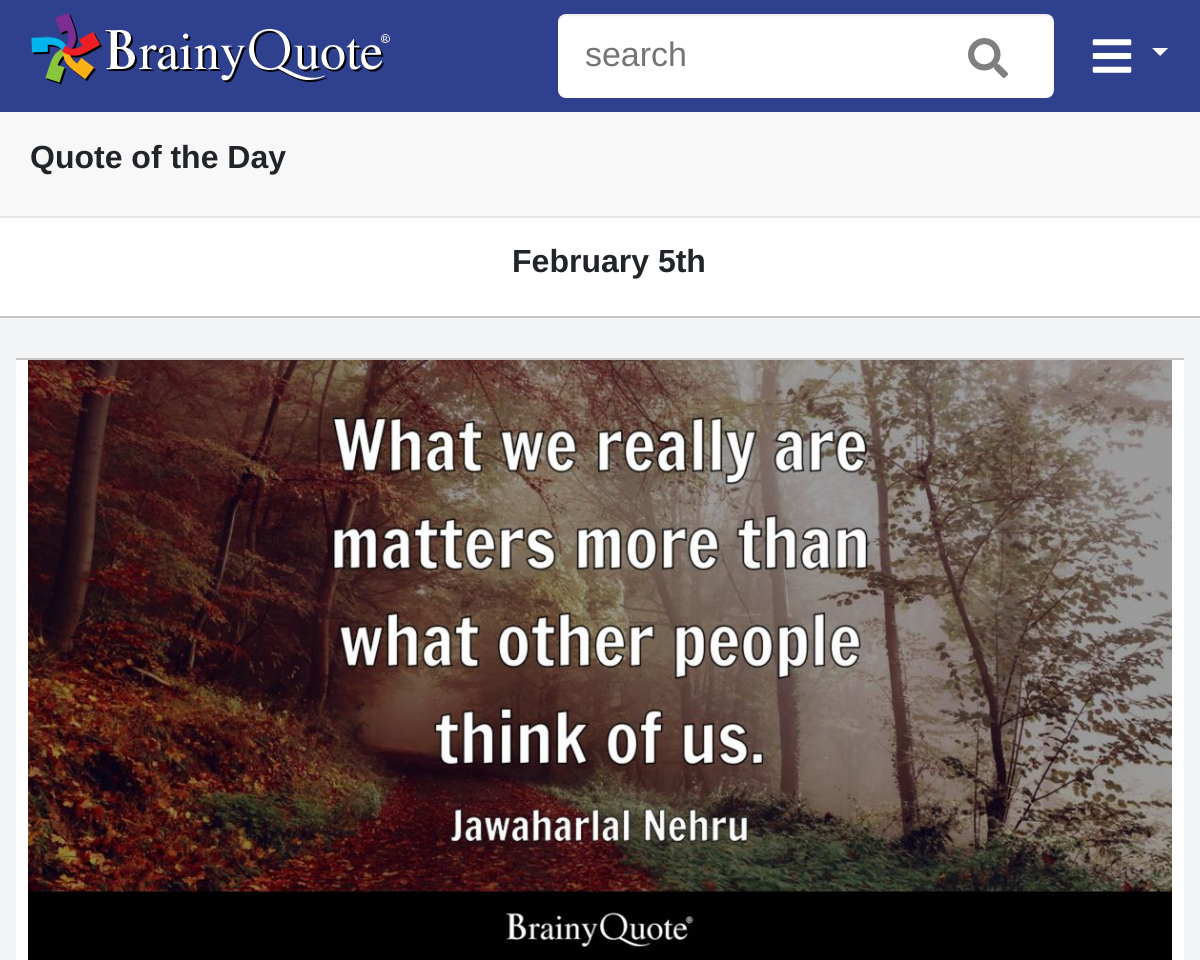 BrainyQuote®
search
Quote of the Day
February 5th
What we really are
matters more than
what other people
think of us.
Jawaharlal Nehru
BrainyQuote®